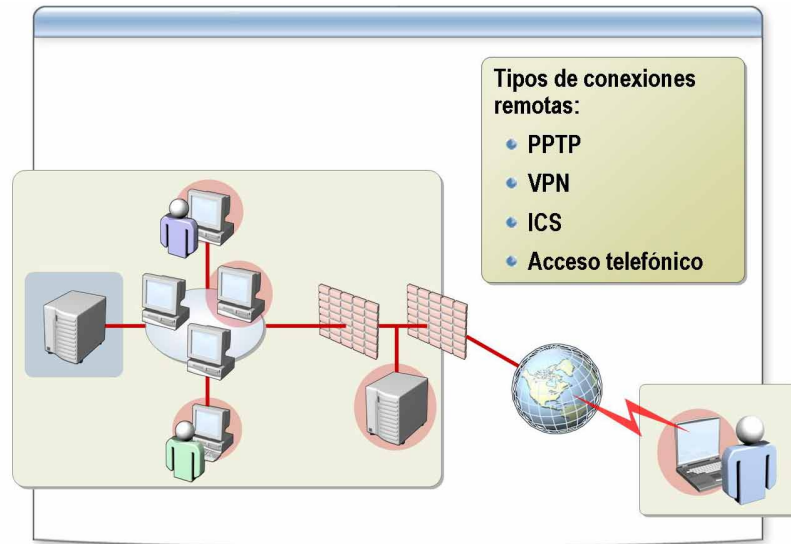 Tipos de conexiones
remotas:
PPTP
VPN
ICS
Acceso telefónico